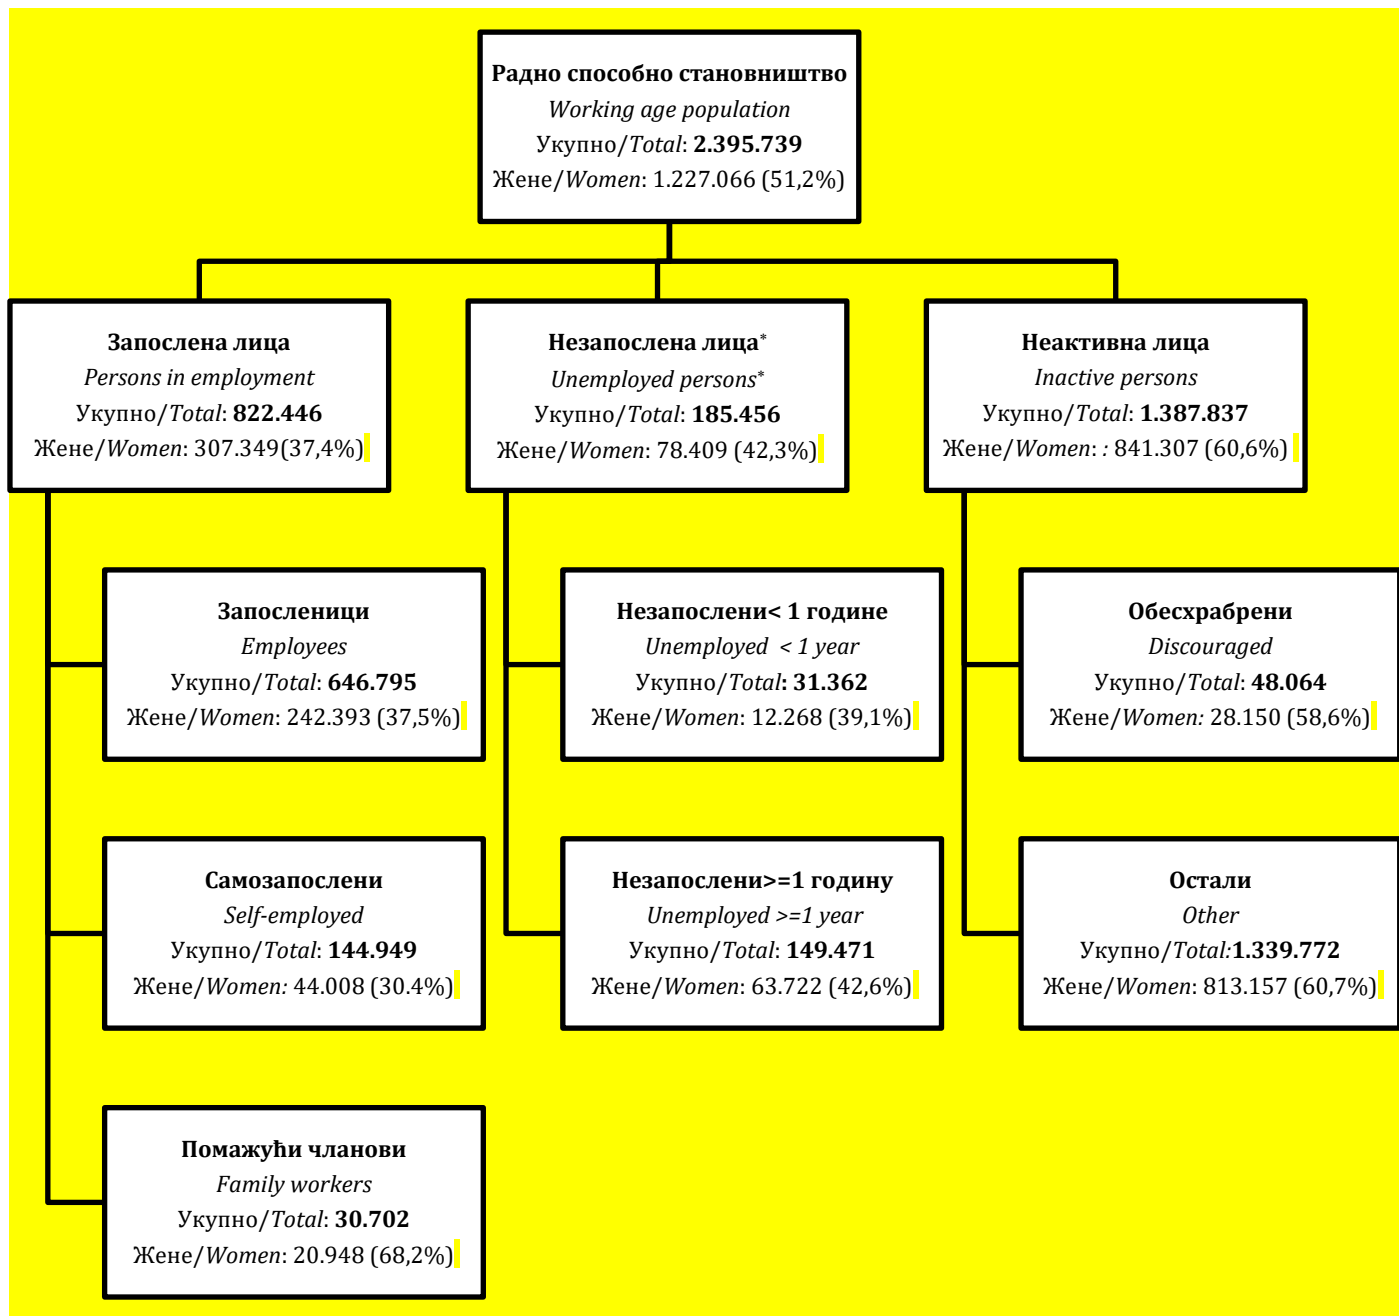 Радно способно становништво
Working age population
Укупно/Total: 2.395.739
Жене/Women: 1.227.066 (51,2%)
Запослена лица
Persons in employment
Укупно/Total: 822.446
Жене/Women: 307.349(37,4%)
Незапослена лица*
Unemployed persons*
Укупно/Total: 185.456
Жене/Women: 78.409 (42,3%)
Неактивна лица
Inactive persons
Укупно/Total: 1.387.837
Жене/Women: : 841.307 (60,6%)
Запосленици
Employees
Укупно/Total: 646.795
Жене/Women: 242.393 (37,5%)
Незапослени< 1 године
Unemployed < 1 year
Укупно/Total: 31.362
Жене/Women: 12.268 (39,1%)
Обесхрабрени
Discouraged
Укупно/Total: 48.064
Жене/Women: 28.150 (58,6%)
Самозапослени
Self-employed
Укупно/Total: 144.949
Жене/Women: 44.008 (30.4%)
Незапослени>=1 годину
Unemployed >=1 year
Укупно/Total: 149.471
Жене/Women: 63.722 (42,6%)
Остали
Other
Укупно/Total:1.339.772
Жене/Women: 813.157 (60,7%)
Помажући чланови
Family workers
Укупно/Total: 30.702
Жене/Women: 20.948 (68,2%)